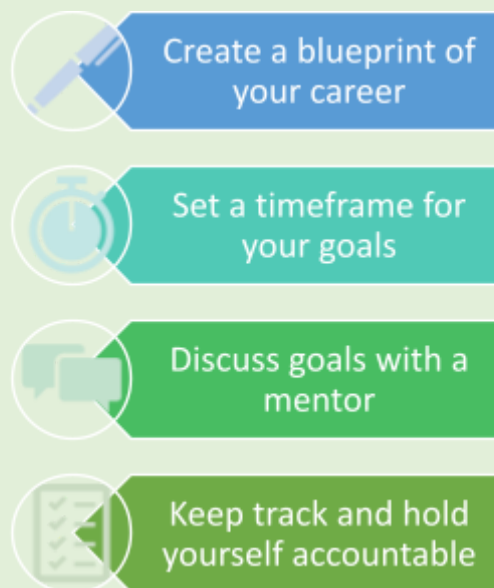 Create a blueprint of
your career
Set a timeframe for
your goals
Discuss goals with a
mentor
Keep track and hold
yourself accountable